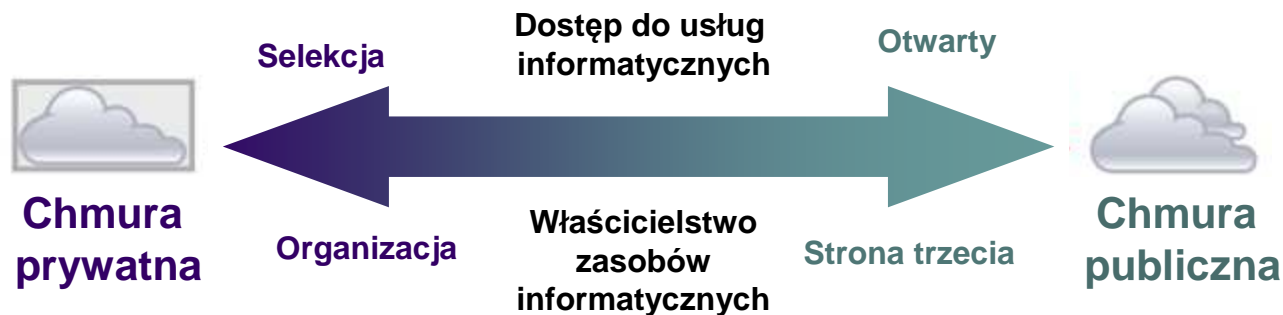 Dostęp do usług
informatycznych
Selekcja
Otwarty
Chmura
prywatna
Chmura
publiczna
Organizacja
Właścicielstwo
zasobów
informatycznych
Strona trzecia